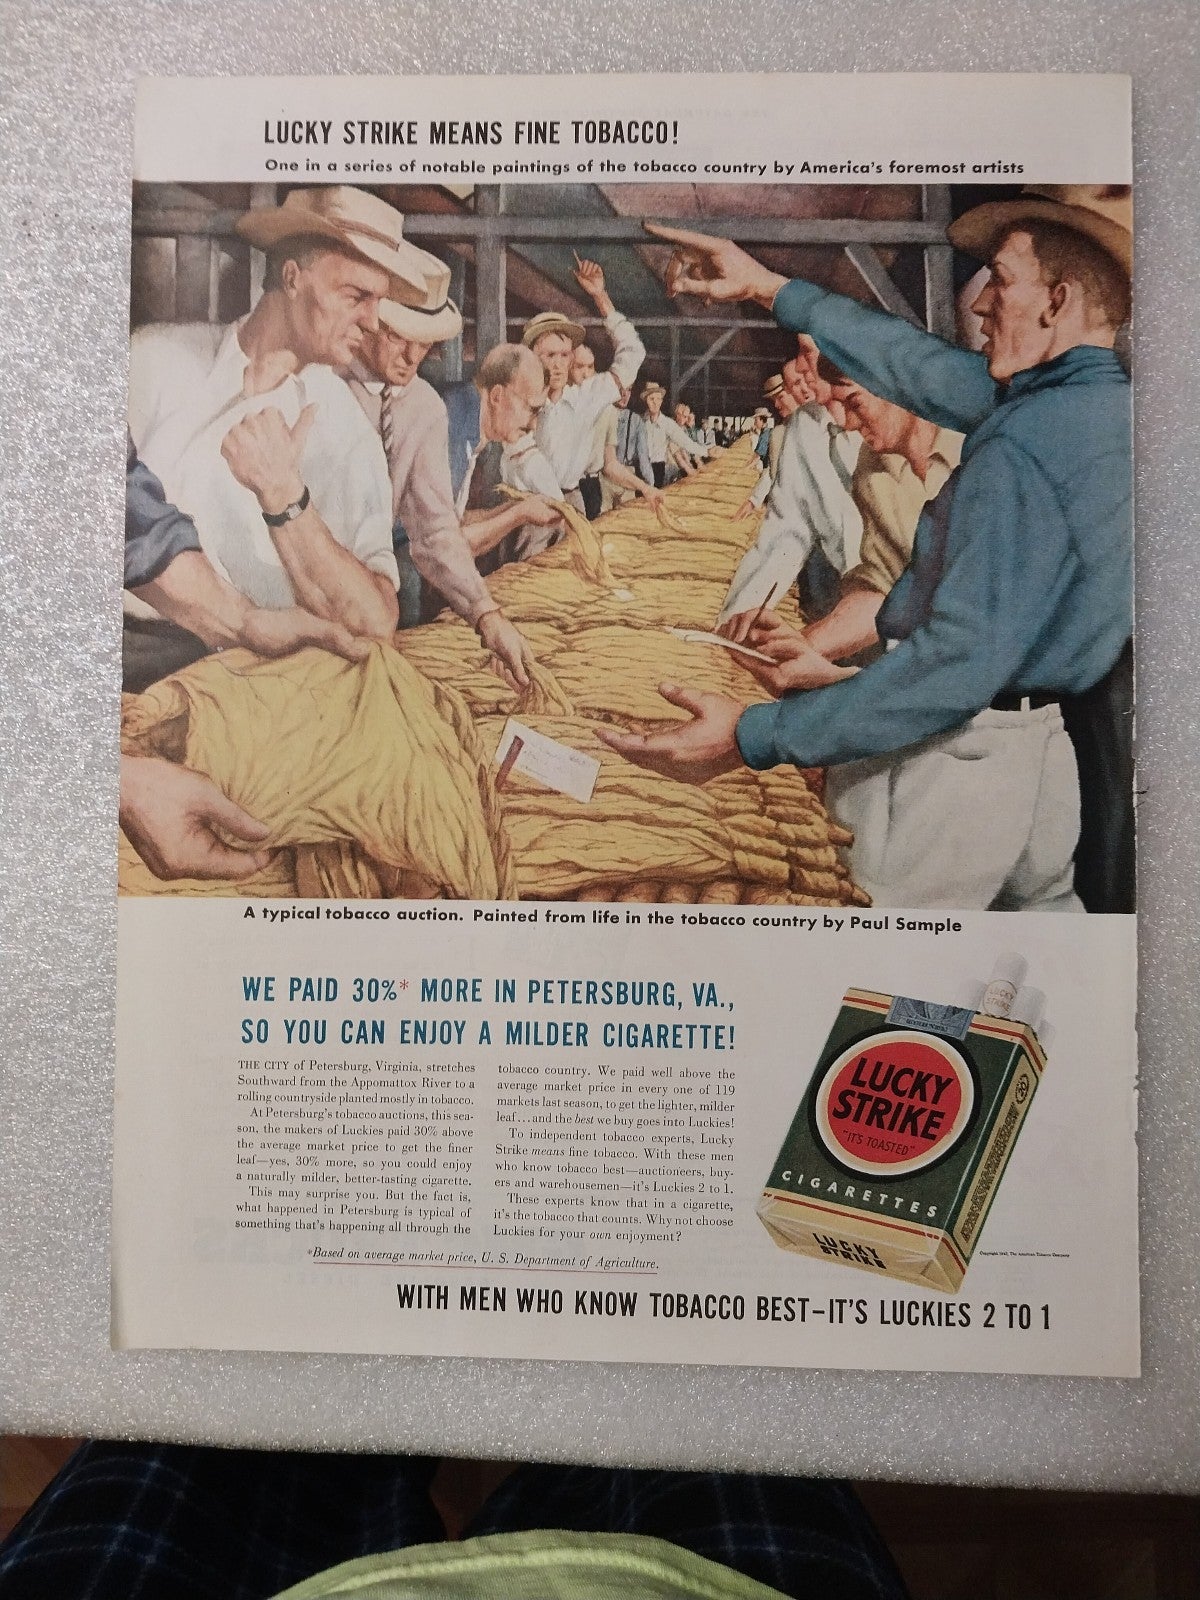 LUCKY STRIKE MEANS FINE TOBACCO!
One in a series of notable paintings of the tobacco country by America's foremost artists
A typical tobacco auction. Painted from life in the tobacco country by Paul Sample
WE PAID 30%* MORE IN PETERSBURG, VA.,
SO YOU CAN ENJOY A MILDER CIGARETTE!
THE CITY of Petersburg, Virginia, stretches
Southward from the Appomattox River to a
rolling countryside planted mostly in tobacco.
At Petersburg's tobacco auctions, this sea-
son, the makers of Luckies paid 30% above
the average market price to get the finer
leaf—yes, 30% more, so you could enjoy
a naturally milder, better-tasting cigarette.
This may surprise you. But the fact is,
what happened in Petersburg is typical of
something that's happening all through the
tobacco country. We paid well above the
average market price in every one of 119
markets last season, to get the lighter, milder
leaf...and the best we buy goes into Luckies!
To independent tobacco experts, Lucky
Strike means fine tobacco. With these men
who know tobacco best—auctioneers, buy-
ers and warehousemen—it's Luckies 2 to 1.
These experts know that in a cigarette,
it's the tobacco that counts. Why not choose
Luckies for your own enjoyment?
*Based on average market price, U. S. Department of Agriculture.
LUCKY
STRIKE
LUCKY
STRIKE
"IT'S TOASTED"
CIGARETTES
LUCKY
STRIKE
WITH MEN WHO KNOW TOBACCO BEST–IT'S LUCKIES 2 TO 1